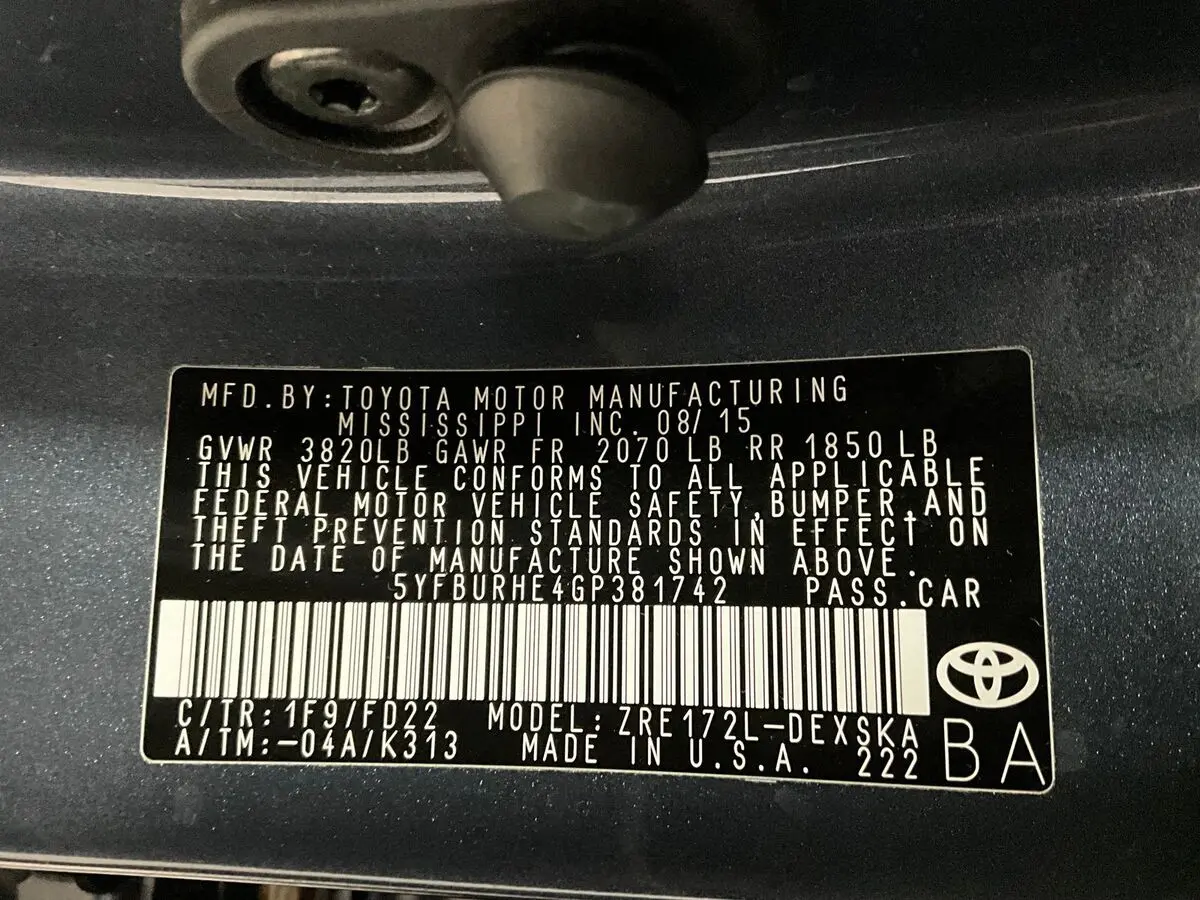 MFD.BY:TOYOTA MOTOR MANUFACTURING
MISSISSIPPI INC. 08/15
GVWR 3820LB GAWR FR 2070 LB RR 1850 LB
THIS VEHICLE CONFORMS TO ALL APPLICABLE
FEDERAL MOTOR VEHICLE SAFETY,BUMPER,AND
THEFT PREVENTION STANDARDS IN EFFECT ON
THE DATE OF MANUFACTURE SHOWN ABOVE.
5YFBURHE4GP381742 PASS.CAR
C/TR:1F9/FD22 MODEL:ZRE172L-DEXSKA
A/TM:-04A/K313 MADE IN U.S.A. 222
BA